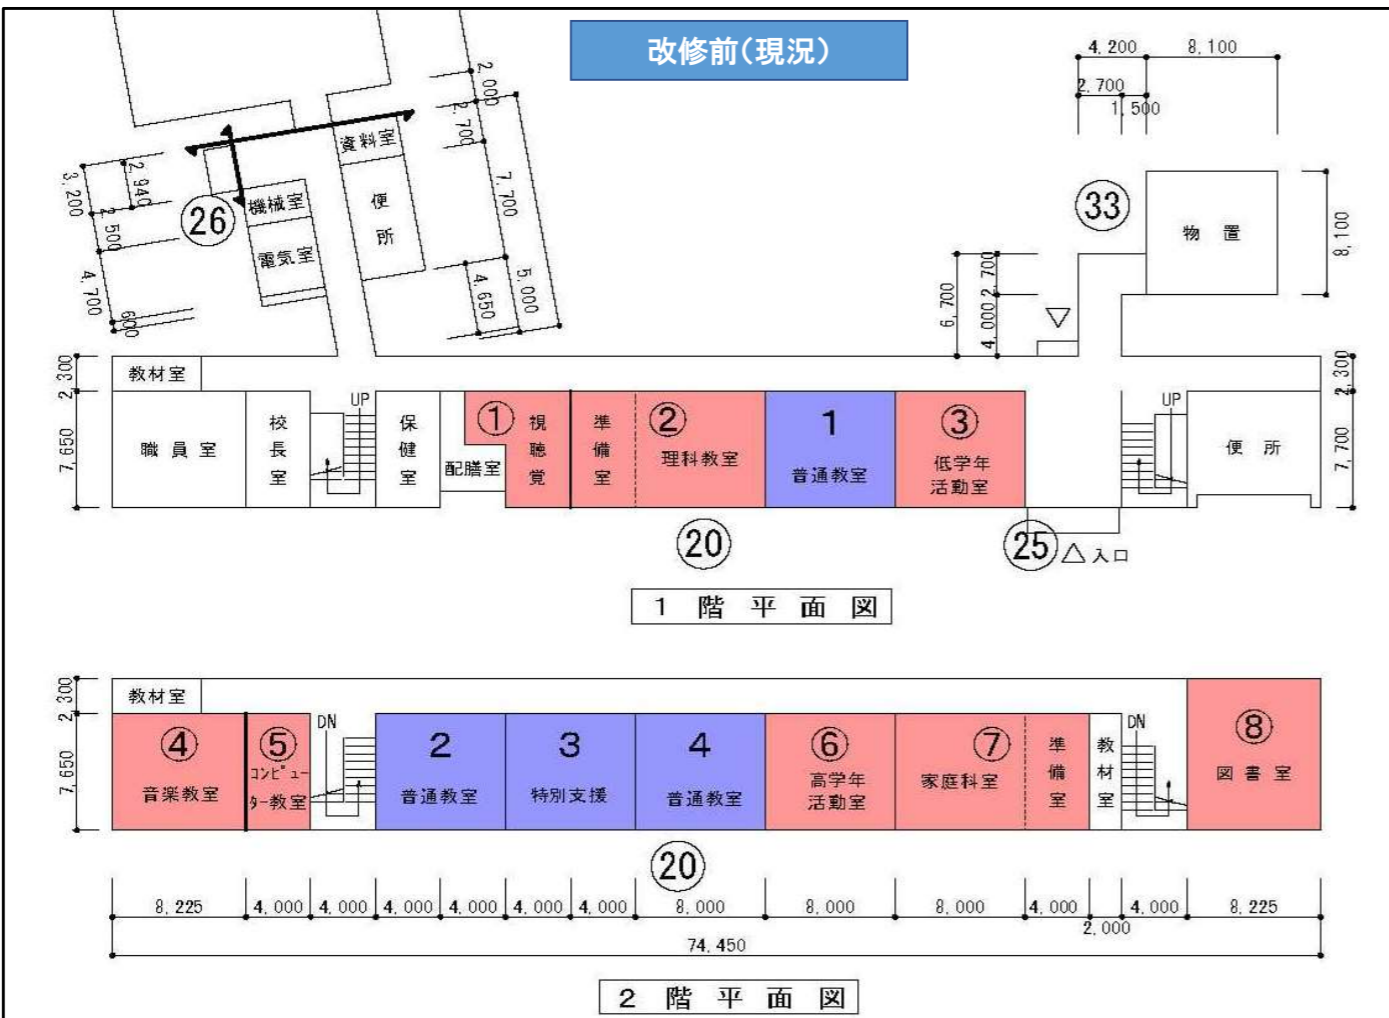 改修前(現況)
4,200
8,100
2,700
1,500
2,000
2,700
7,700
5,000
4,650
資料室
便所
機械室
電気室
26
3,200
2,940
2,500
4,700
600
33
物 置
8,100
6,700
2,700
4,000
2,300
7,650
教材室
職員室
校長室
UP
保健室
配膳室
① 視聴覚
準備室
② 理科教室
1
普通教室
③
低学年
活動室
UP
便 所
2,300
7,700
20
25
入口
1 階 平 面 図
2,300
7,650
教材室
④
音楽教室
⑤
コンピュー
ター教室
DN
2
普通教室
3
特別支援
4
普通教室
⑥
高学年
活動室
⑦
家庭科室
準備室
教材室
DN
⑧
図書室
20
8,225 4,000 4,000 4,000 4,000 4,000 4,000 8,000 8,000 8,000 4,000 2,000 4,000 8,225
74,450
2 階 平 面 図